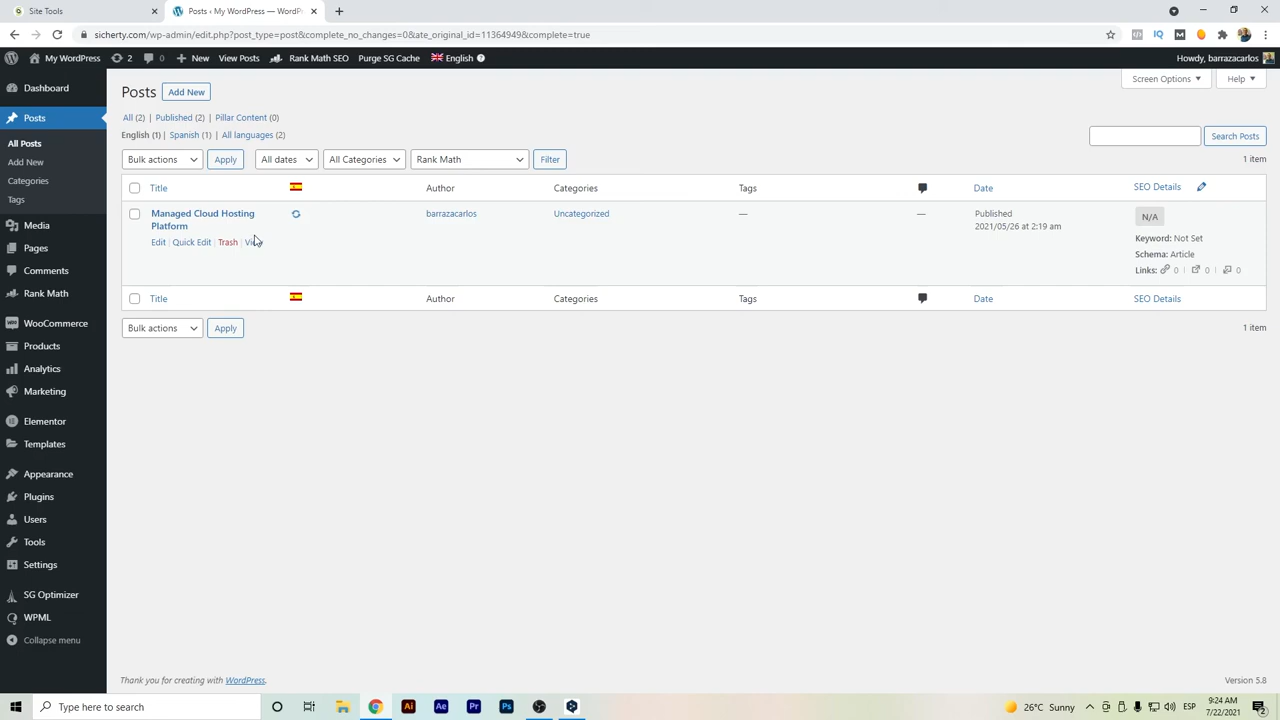 Site Tools
Posts ‹ My WordPress — WordPress
sicherty.com/wp-admin/edit.php?post_type=post&complete_no_changes=0&ate_original_id=11364949&complete=true
My WordPress 2 0 New View Posts Rank Math SEO Purge SG Cache English Howdy, barrazacarlos
Dashboard
Posts
All Posts
Add New
Categories
Tags
Media
Pages
Comments
Rank Math
WooCommerce
Products
Analytics
Marketing
Elementor
Templates
Appearance
Plugins
Users
Tools
Settings
SG Optimizer
WPML
Collapse menu
Screen Options Help
Posts Add New
All (2) | Published (2) | Pillar Content (0)
English (1) | Spanish (1) | All languages (2)
Search Posts
Bulk actions Apply All dates All Categories Rank Math Filter 1 item
Title Author Categories Tags Date SEO Details
Managed Cloud Hosting
Platform
Edit | Quick Edit | Trash |
barrazacarlos
Uncategorized
—
—
Published
2021/05/26 at 2:19 am
N/A
Keyword: Not Set
Schema: Article
Links: 0 | 0 | 0
Title Author Categories Tags Date SEO Details
Bulk actions Apply 1 item
Thank you for creating with WordPress. Version 5.8
Type here to search
Ai Ae Pr Ps
26°C Sunny
ESP
9:24 AM
7/22/2021